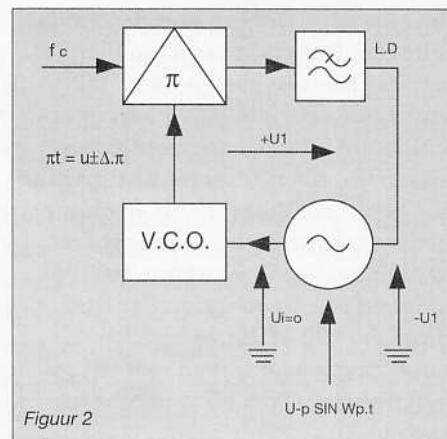 f c
π
L.D
πt = u±Δ.π
+U1
V.C.O.
Ui=o
-U1
U-p SIN Wp.t
Figuur 2